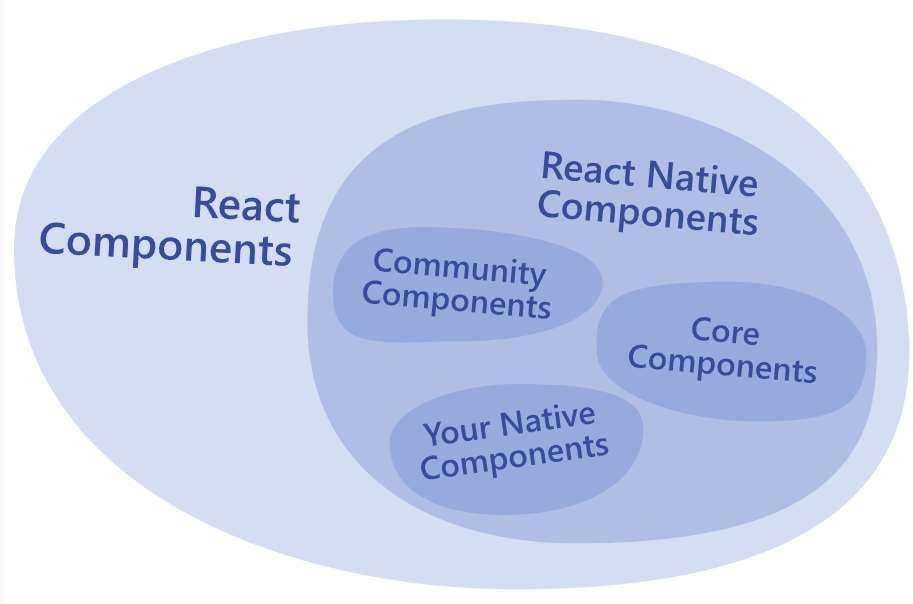 React
Components
React Native
Components
Community
Components
Core
Components
Your Native
Components